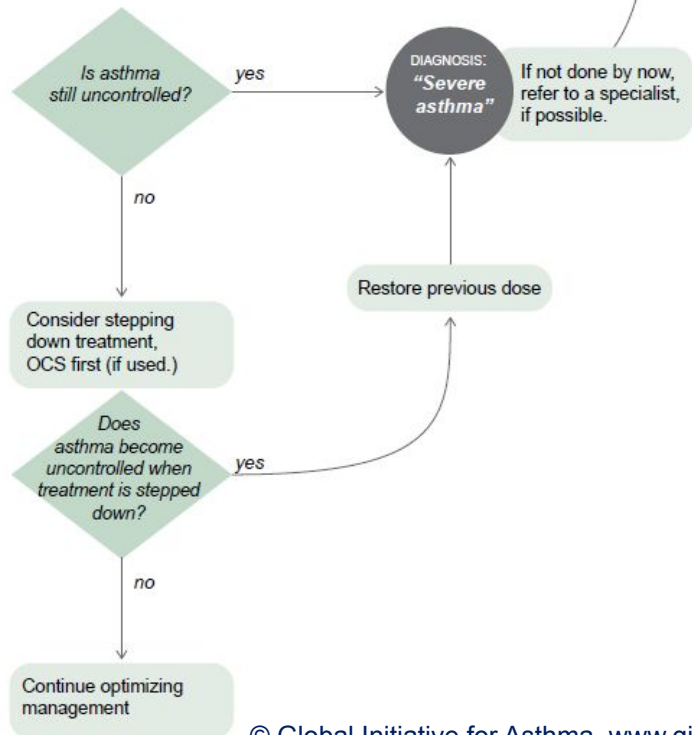 Is asthma
still uncontrolled?
yes
DIAGNOSIS:
"Severe
asthma"
If not done by now,
refer to a specialist,
if possible.
no
Restore previous dose
Consider stepping
down treatment,
OCS first (if used.)
Does
asthma become
uncontrolled when
treatment is stepped
down?
yes
no
Continue optimizing
management
© Global Initiative for Asthma,